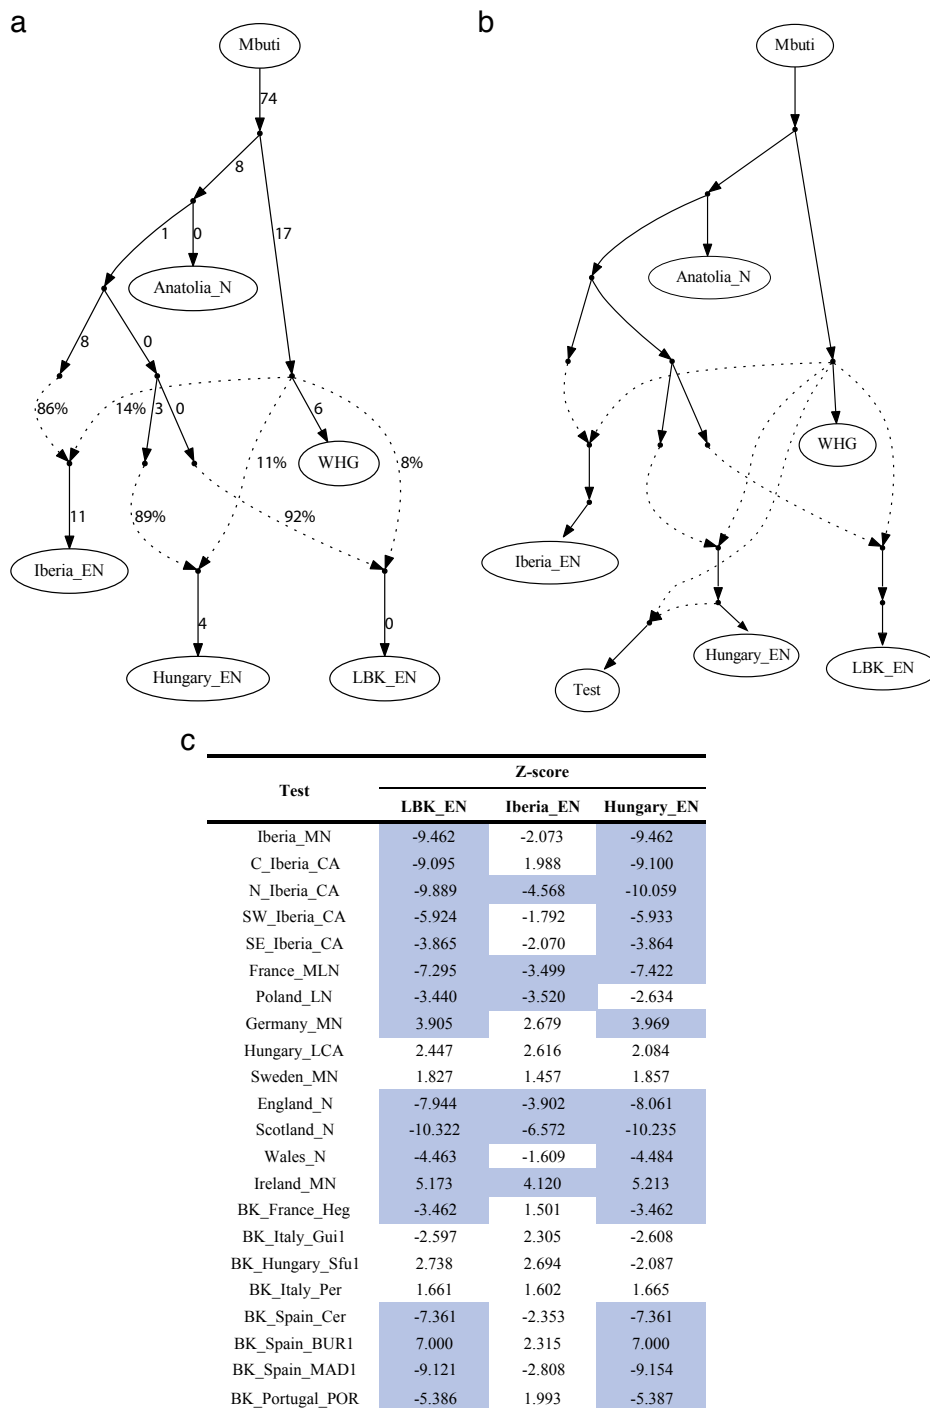 a
b
Mbuti
Mbuti
74
8
1
0
17
Anatolia_N
Anatolia_N
8
0
86%
14%
3
0
6
11%
WHG
8%
WHG
11
89%
92%
Iberia_EN
Iberia_EN
4
0
Hungary_EN
LBK_EN
Hungary_EN
LBK_EN
Test
c
Test
Z-score
LBK_EN Iberia_EN Hungary_EN
Iberia_MN -9.462 -2.073 -9.462
C_Iberia_CA -9.095 1.988 -9.100
N_Iberia_CA -9.889 -4.568 -10.059
SW_Iberia_CA -5.924 -1.792 -5.933
SE_Iberia_CA -3.865 -2.070 -3.864
France_MLN -7.295 -3.499 -7.422
Poland_LN -3.440 -3.520 -2.634
Germany_MN 3.905 2.679 3.969
Hungary_LCA 2.447 2.616 2.084
Sweden_MN 1.827 1.457 1.857
England_N -7.944 -3.902 -8.061
Scotland_N -10.322 -6.572 -10.235
Wales_N -4.463 -1.609 -4.484
Ireland_MN 5.173 4.120 5.213
BK_France_Heg -3.462 1.501 -3.462
BK_Italy_Gui1 -2.597 2.305 -2.608
BK_Hungary_Sfu1 2.738 2.694 -2.087
BK_Italy_Per 1.661 1.602 1.665
BK_Spain_Cer -7.361 -2.353 -7.361
BK_Spain_BUR1 7.000 2.315 7.000
BK_Spain_MAD1 -9.121 -2.808 -9.154
BK_Portugal_POR -5.386 1.993 -5.387